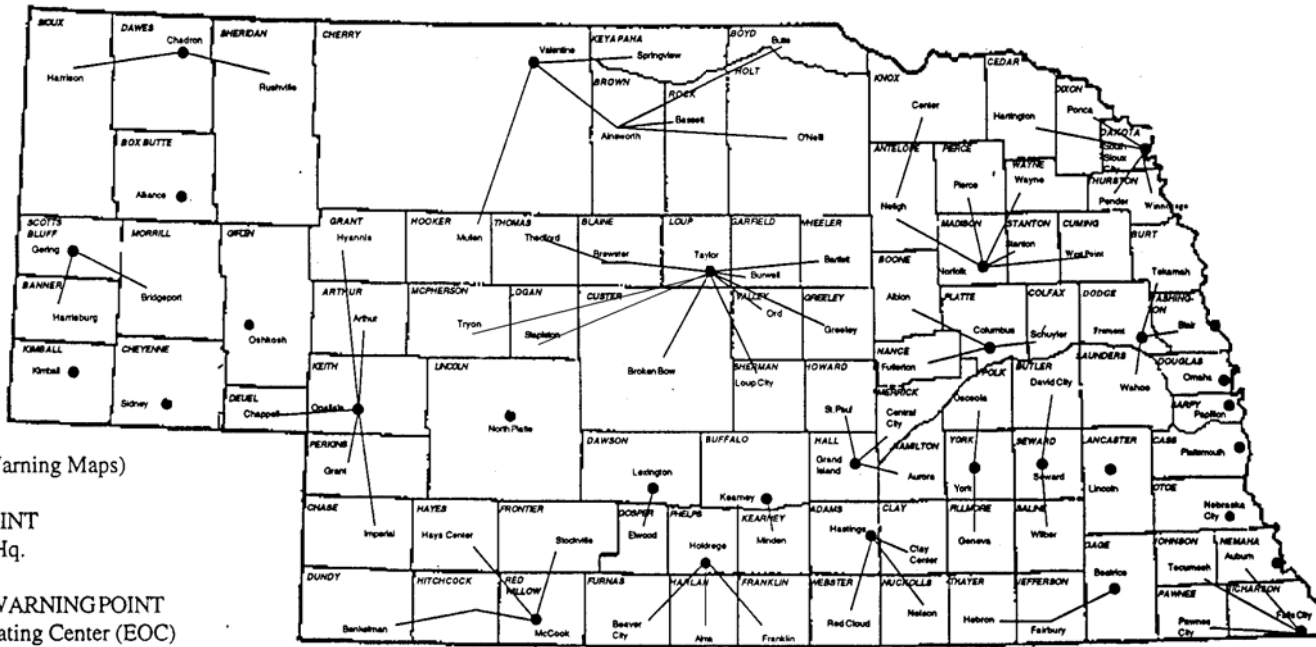 SIOUX
DAWES
SHERIDAN
CHERRY
KEYAPAHA
BOYD
Chadron
Harrison
Rushville
Valentine
Springview
Butte
HOLT
BROWN
ROCK
Bassett
Ainsworth
O'Neill
KNOX
Center
CEDAR
Hartington
DIXON
Ponca
DAKOTA
South
Sioux
City
BOX BUTTE
Alliance
ANTELOPE
PIERCE
Pierce
WAYNE
Wayne
THURSTON
Pender
Winnebago
Neligh
SCOTTS
BLUFF
Gering
MORRILL
Bridgeport
GRANT
Hyannis
HOOKER
Mullen
THOMAS
Thedford
BLAINE
Brewster
LOUP
Taylor
GARFIELD
Burwell
WHEELER
Bartlett
MADISON
Norfolk
STANTON
Stanton
CUMING
West Point
BURT
Tekamah
BANNER
Harrisburg
BOONE
Albion
ARTHUR
Arthur
MCPHERSON
Tryon
LOGAN
Stapleton
CUSTER
Broken Bow
VALLEY
Ord
GREELEY
Greeley
PLATTE
Columbus
COLFAX
Schuyler
DODGE
Fremont
WASHING-
TON
Blair
Oshkosh
KIMBALL
Kimball
CHEYENNE
Sidney
NANCE
Fullerton
DEUEL
Chappell
KEITH
Ogallala
LINCOLN
North Platte
SHERMAN
Loup City
HOWARD
St. Paul
MERRICK
Central
City
POLK
Osceola
BUTLER
David City
SAUNDERS
Wahoo
DOUGLAS
Omaha
SARPY
Papillion
PERKINS
Grant
DAWSON
Lexington
BUFFALO
Kearney
HALL
Grand
Island
HAMILTON
Aurora
YORK
York
SEWARD
Seward
LANCASTER
Lincoln
CASS
Plattsmouth
Warning Maps)
OTOE
Nebraska
City
CHASE
Imperial
HAYES
Hays Center
FRONTIER
Stockville
GOSPER
Elwood
PHELPS
Holdrege
KEARNEY
Minden
ADAMS
Hastings
CLAY
Clay
Center
FILLMORE
Geneva
SALINE
Wilber
GAGE
Beatrice
JOHNSON
Tecumseh
NEMAHA
Auburn
INT
Hq.
DUNDY
Benkelman
HITCHCOCK
RED
WILLOW
McCook
FURNAS
Beaver
City
HARLAN
Alma
FRANKLIN
Franklin
WEBSTER
Red Cloud
NUCKOLLS
Nelson
THAYER
Hebron
JEFFERSON
Fairbury
PAWNEE
Pawnee
City
RICHARSON
Falls City
WARNING POINT
ating Center (EOC)